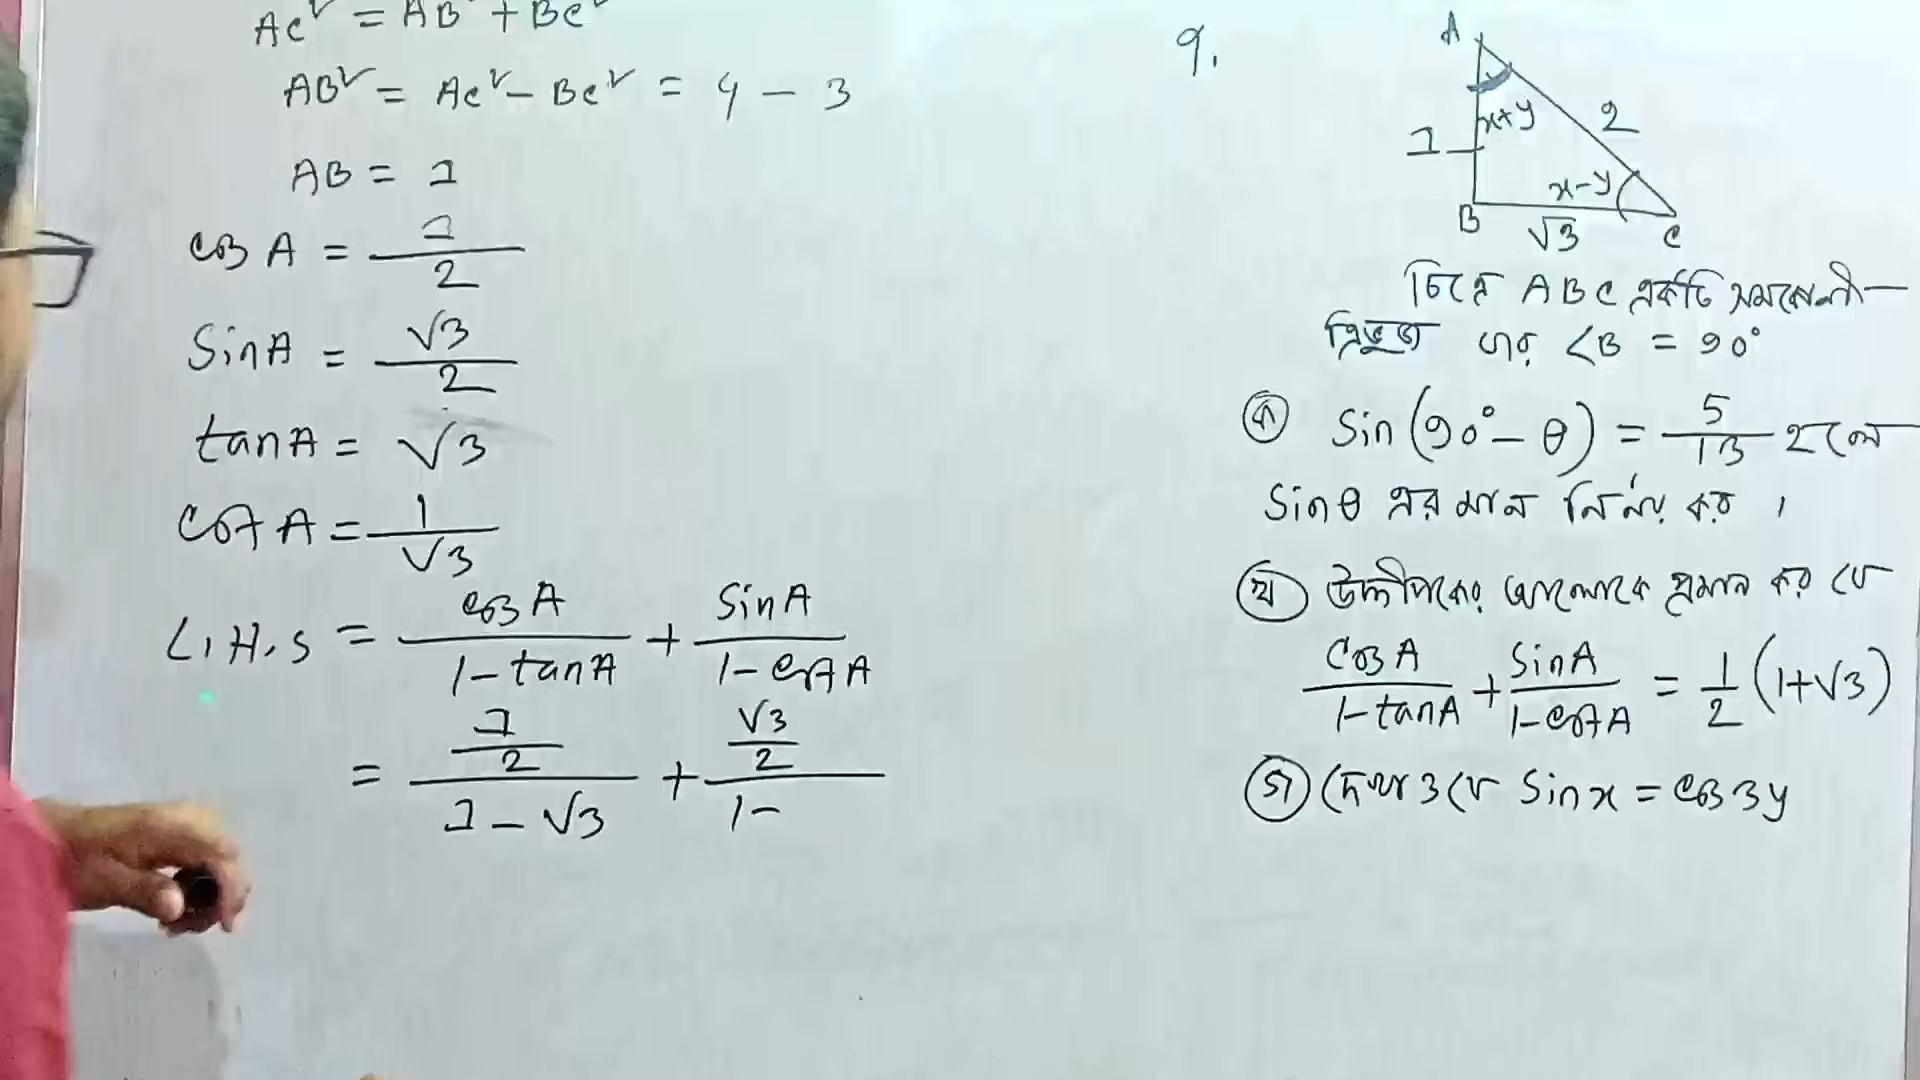 AC² = AB² + BC²
AB² = AC² - BC² = 4 - 3
AB = 1
cos A = 1/2
Sin A = √3/2
tan A = √3
cot A = 1/√3
L.H.S = cos A/(1 - tan A) + sin A/(1 - cot A)
= (1/2)/(1 - √3) + (√3/2)/(1 -
৭.
A
x+y
2
1
x-y
B
√3
C
চিত্রে ABC একটি সমকোণী
ত্রিভুজ যার ∠B = 90°
ক) Sin(90° - θ) = 5/13 হলে
Sin θ এর মান নির্ণয় কর।
খ) উদ্দীপকের আলোকে প্রমাণ কর যে
cos A/(1 - tan A) + sin A/(1 - cot A) = 1/2 (1+√3)
গ) দেখাও যে Sin x = cos 3y